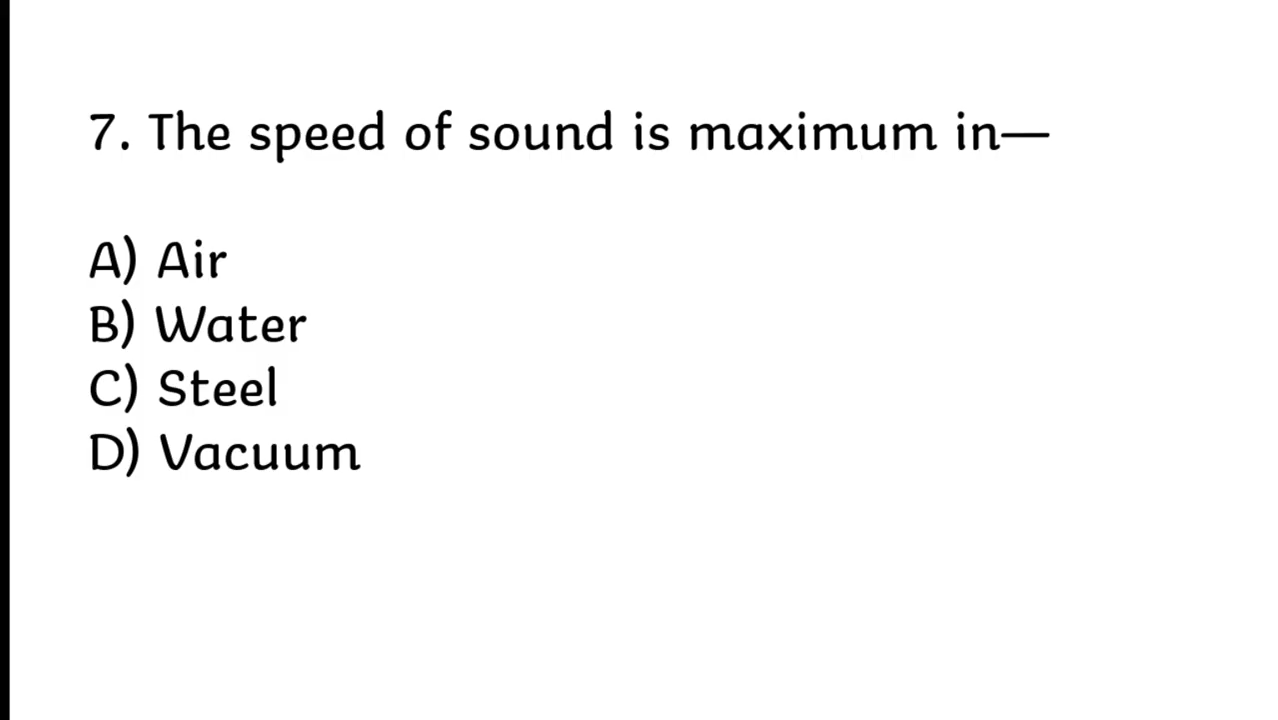 7. The speed of sound is maximum in—
A) Air
B) Water
C) Steel
D) Vacuum